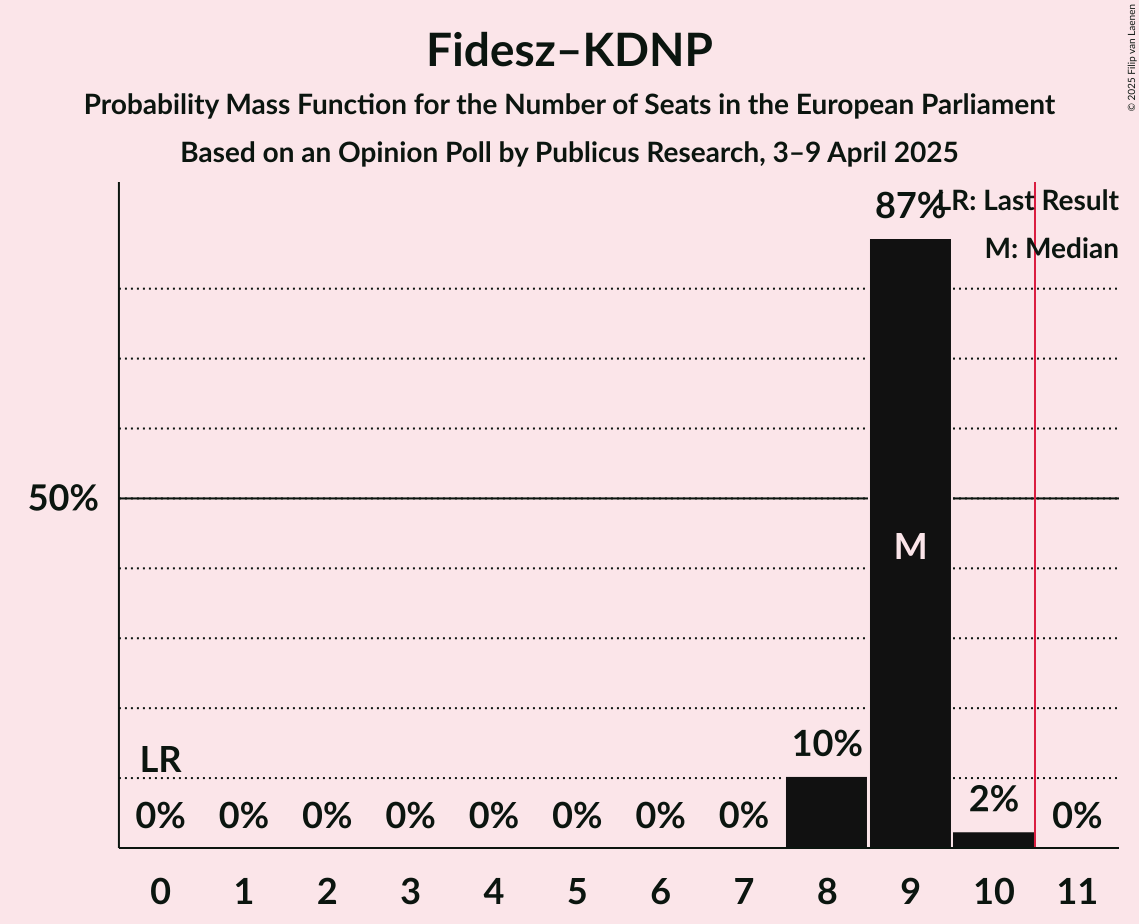 Fidesz–KDNP
Probability Mass Function for the Number of Seats in the European Parliament
Based on an Opinion Poll by Publicus Research, 3–9 April 2025
© 2025 Filip van Laenen
87%
LR: Last Result
M: Median
50%
M
LR
10%
2%
0% 0% 0% 0% 0% 0% 0% 0% 0%
0 1 2 3 4 5 6 7 8 9 10 11